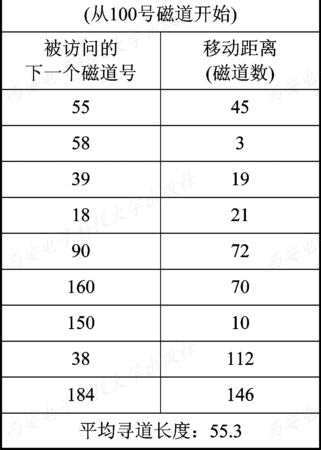 (从100号磁道开始)
被访问的 移动距离
下一个磁道号 (磁道数)
55 45
58 3
39 19
18 21
90 72
160 70
150 10
38 112
184 146
平均寻道长度：55.3
西安电子科技大学出版社